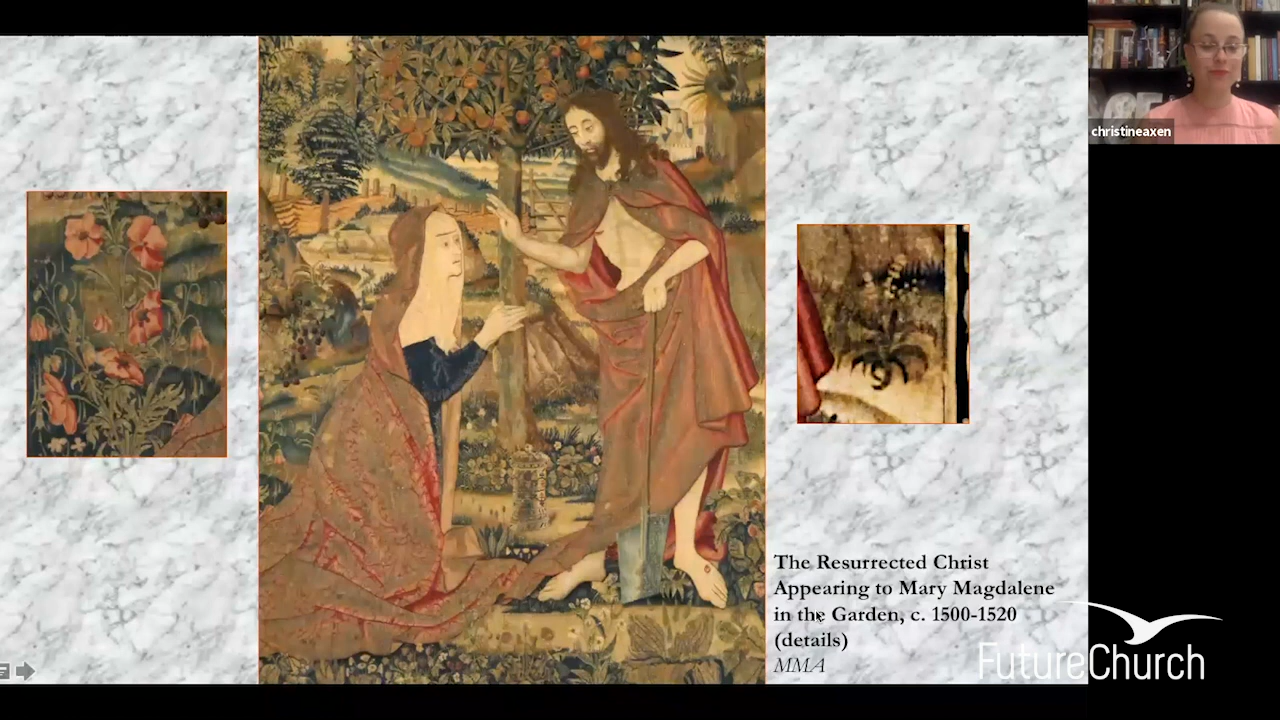 christineaxen
The Resurrected Christ
Appearing to Mary Magdalene
in the Garden, c. 1500-1520
(details)
MMA
FutureChurch